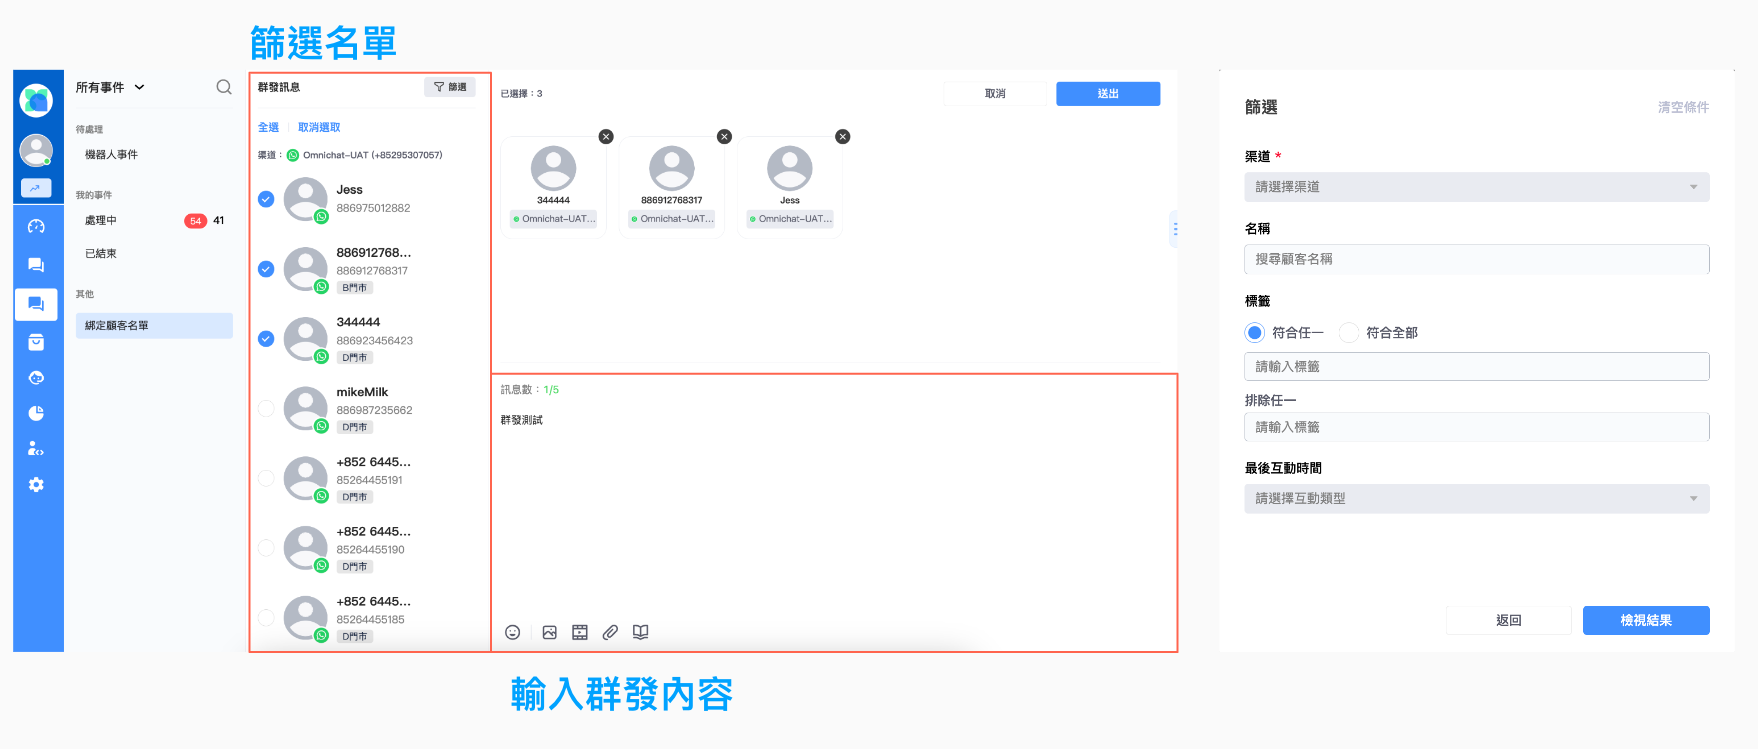 篩選名單
所有事件
待處理
機器人事件
我的事件
處理中
54
41
已結束
其他
綁定顧客名單
群發訊息
篩選
全選
取消選取
渠道：
Omnichat-UAT (+85295307057)
Jess
886975012882
886912768...
886912768317
B門市
344444
886923456423
D門市
mikeMilk
886987235662
D門市
+852 6445...
85264455191
D門市
+852 6445...
85264455190
D門市
+852 6445...
85264455185
D門市
已選擇：3
取消
送出
344444
Omnichat-UAT...
886912768317
Omnichat-UAT...
Jess
Omnichat-UAT...
訊息數：1/5
群發測試
輸入群發內容
篩選
清空條件
渠道 *
請選擇渠道
名稱
搜尋顧客名稱
標籤
符合任一
符合全部
請輸入標籤
排除任一
請輸入標籤
最後互動時間
請選擇互動類型
返回
檢視結果